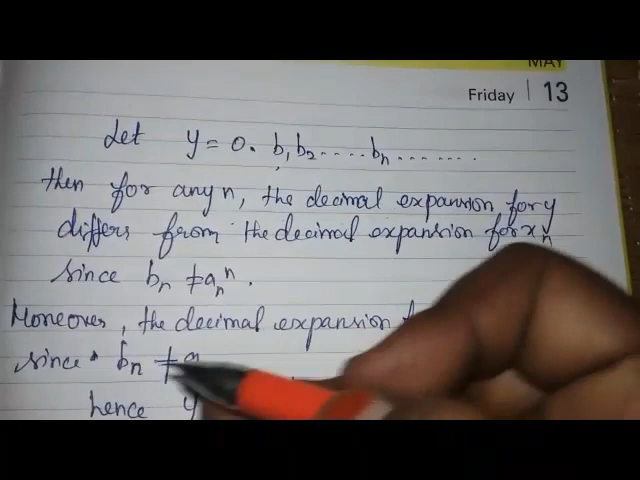 MAY
Friday | 13
Let y = 0. b₁ b₂ ..... bₙ ........
then for any n, the decimal expansion for y
differs from the decimal expansion for xₙ
since bₙ ≠ aₙⁿ.
Moreover, the decimal expansion
since bₙ ≠
hence y